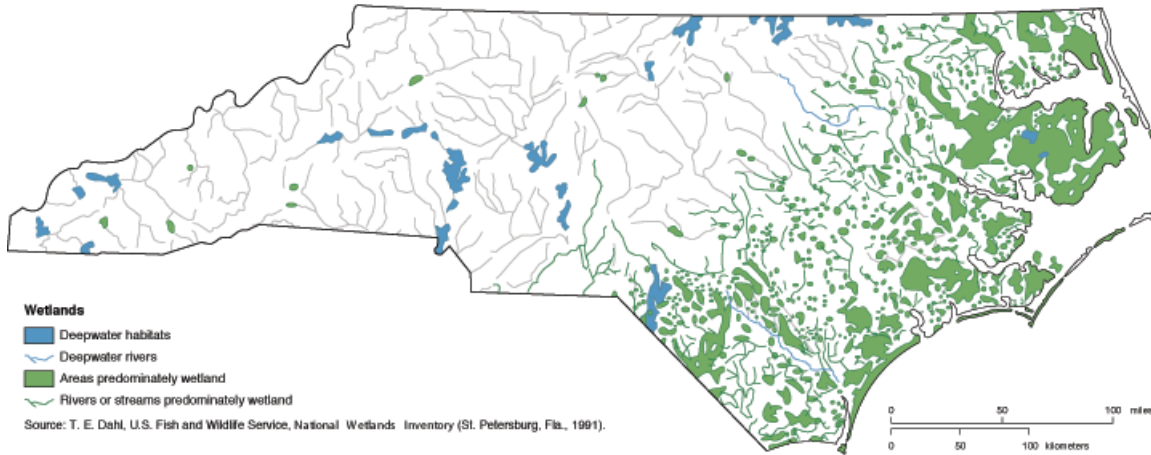 Wetlands
Deepwater habitats
Deepwater rivers
Areas predominately wetland
Rivers or streams predominately wetland
Source: T. E. Dahl, U.S. Fish and Wildlife Service, National Wetlands Inventory (St. Petersburg, Fla., 1991).
0 50 100 miles
0 50 100 kilometers